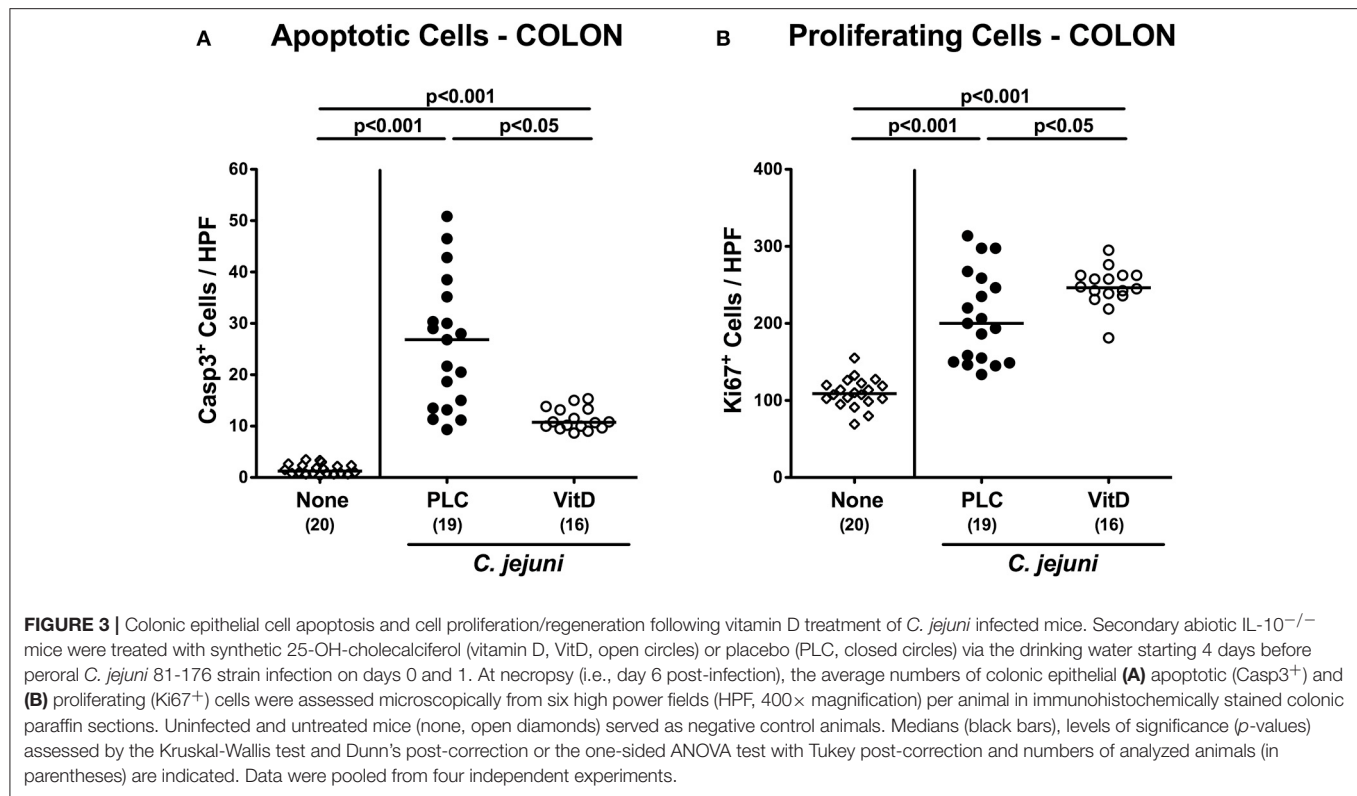 A Apoptotic Cells - COLON
p<0.001
p<0.001 p<0.05
Casp3+ Cells / HPF
60
50
40
30
20
10
0
None PLC VitD
(20) (19) (16)
C. jejuni
B Proliferating Cells - COLON
p<0.001
p<0.001 p<0.05
Ki67+ Cells / HPF
400
300
200
100
0
None PLC VitD
(20) (19) (16)
C. jejuni
FIGURE 3 | Colonic epithelial cell apoptosis and cell proliferation/regeneration following vitamin D treatment of C. jejuni infected mice. Secondary abiotic IL-10−/−
mice were treated with synthetic 25-OH-cholecalciferol (vitamin D, VitD, open circles) or placebo (PLC, closed circles) via the drinking water starting 4 days before
peroral C. jejuni 81-176 strain infection on days 0 and 1. At necropsy (i.e., day 6 post-infection), the average numbers of colonic epithelial (A) apoptotic (Casp3+) and
(B) proliferating (Ki67+) cells were assessed microscopically from six high power fields (HPF, 400× magnification) per animal in immunohistochemically stained colonic
paraffin sections. Uninfected and untreated mice (none, open diamonds) served as negative control animals. Medians (black bars), levels of significance (p-values)
assessed by the Kruskal-Wallis test and Dunn's post-correction or the one-sided ANOVA test with Tukey post-correction and numbers of analyzed animals (in
parentheses) are indicated. Data were pooled from four independent experiments.